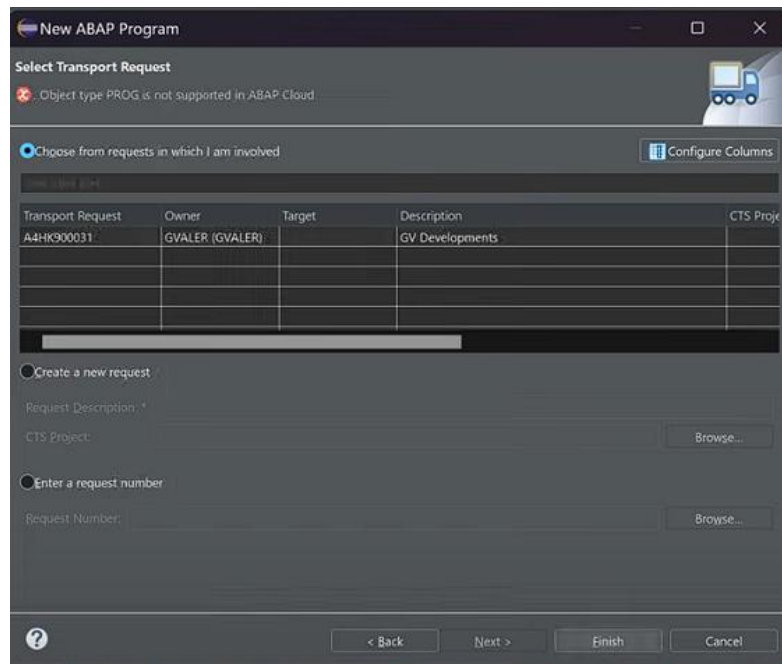 New ABAP Program
Select Transport Request
Object type PROG is not supported in ABAP Cloud
Choose from requests in which I am involved
Configure Columns
Transport Request Owner Target Description CTS Proje
A4HK900031 GVALER (GVALER) GV Developments
Create a new request
Request Description: *
CTS Project: Browse...
Enter a request number
Request Number: Browse...
? < Back Next > Finish Cancel